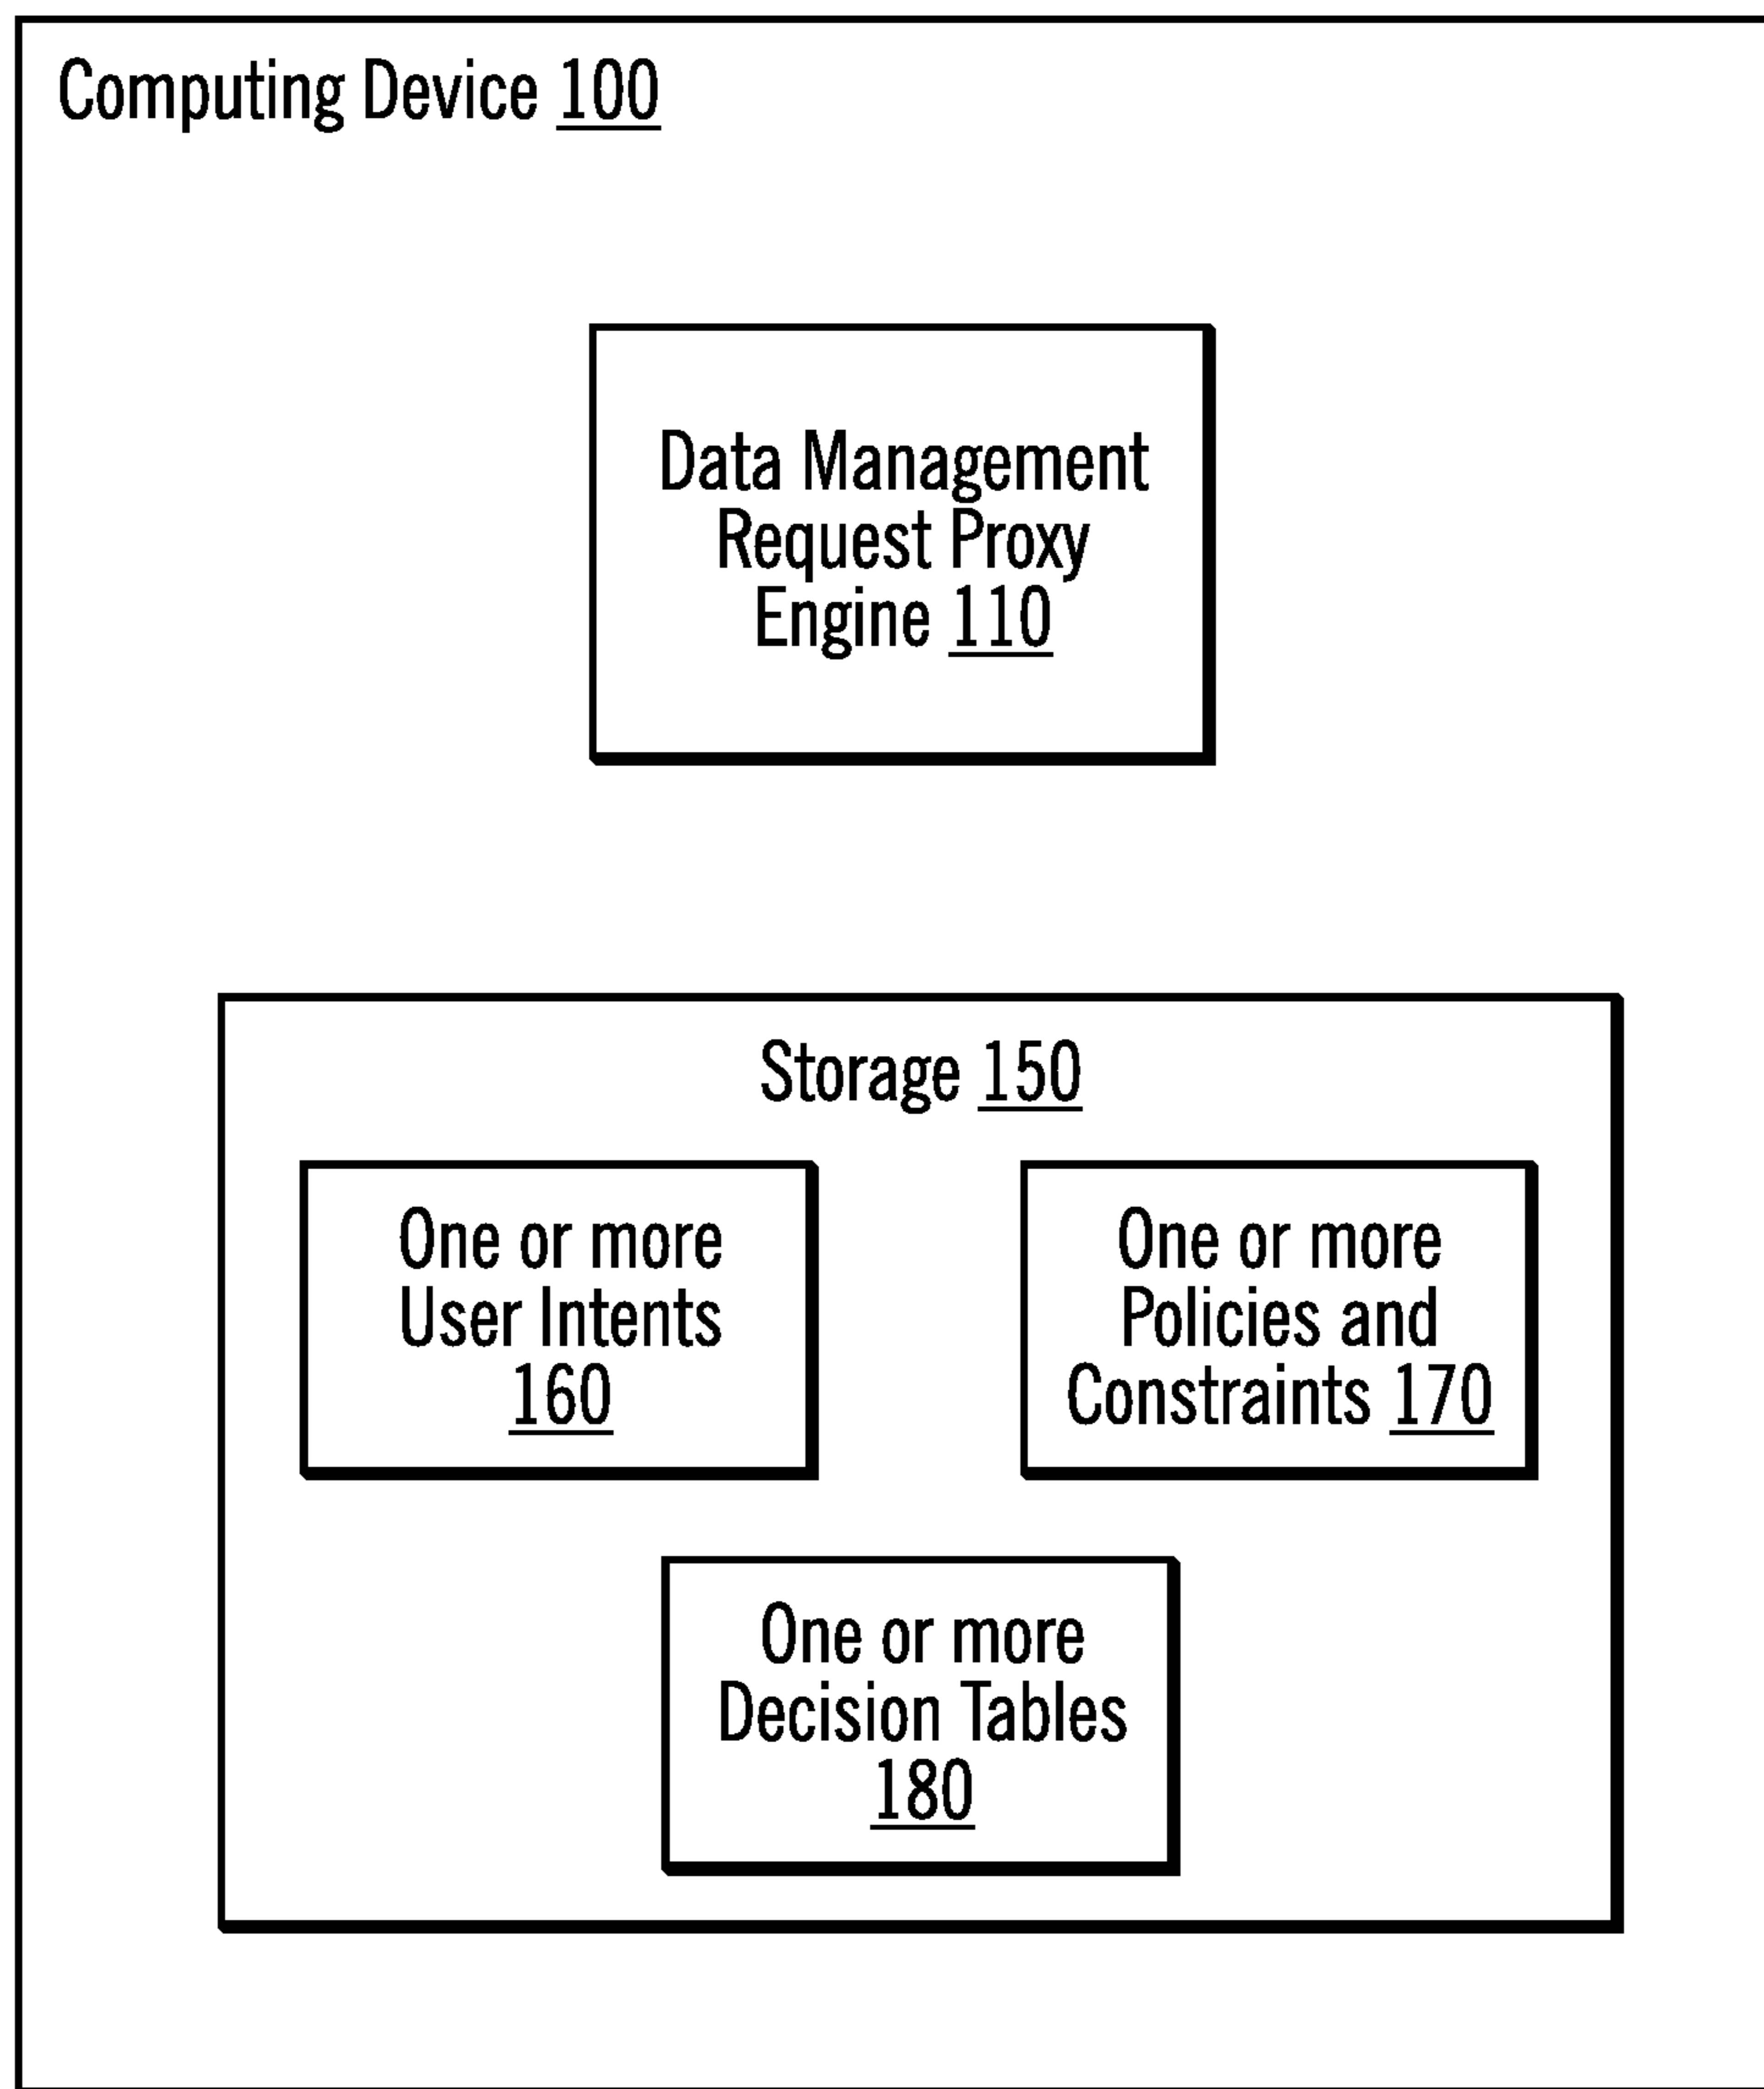 Computing Device 100
Data Management
Request Proxy
Engine 110
Storage 150
One or more
User Intents
160
One or more
Policies and
Constraints 170
One or more
Decision Tables
180